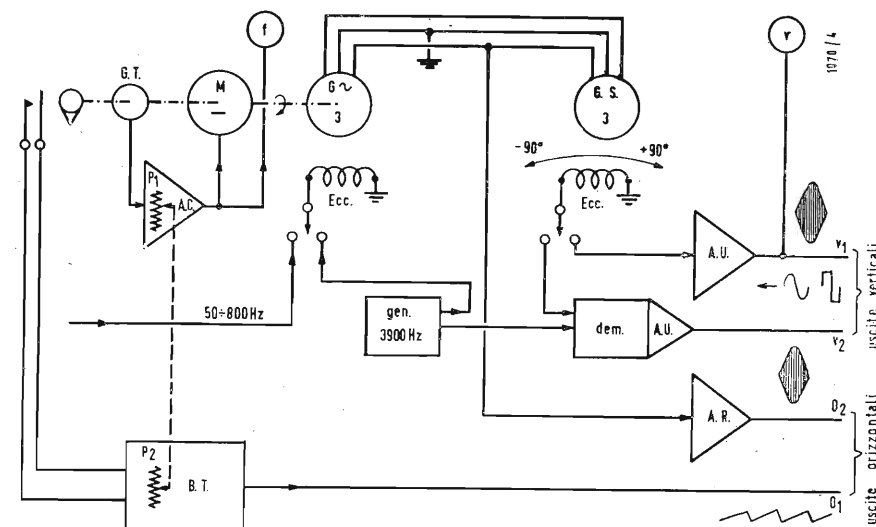 f
v
1970/4
G.T.
M
G ~
3
G. S.
3
-90°
+90°
P1
A.C.
Ecc.
Ecc.
A.U.
v1
50÷800Hz
gen.
3900 Hz
dem.
A.U.
v2
uscite verticali
A.R.
O2
P2
B.T.
O1
uscite orizzontali